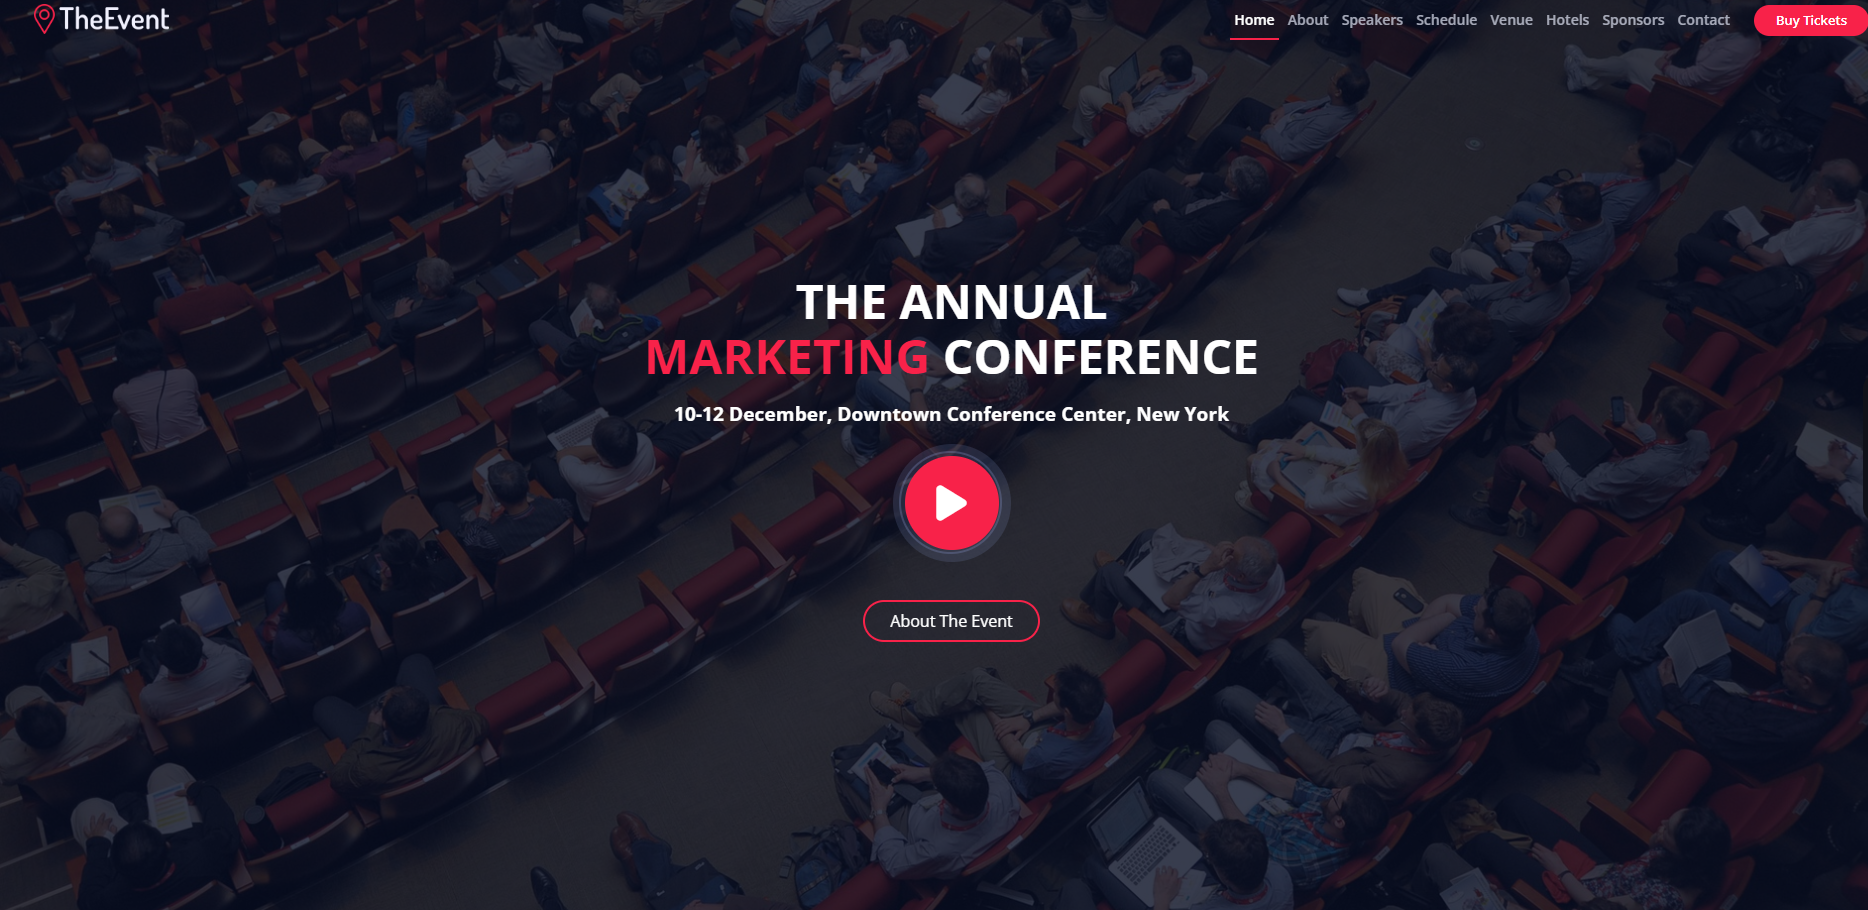 TheEvent
Home About Speakers Schedule Venue Hotels Sponsors Contact Buy Tickets
THE ANNUAL
MARKETING CONFERENCE
10-12 December, Downtown Conference Center, New York
About The Event